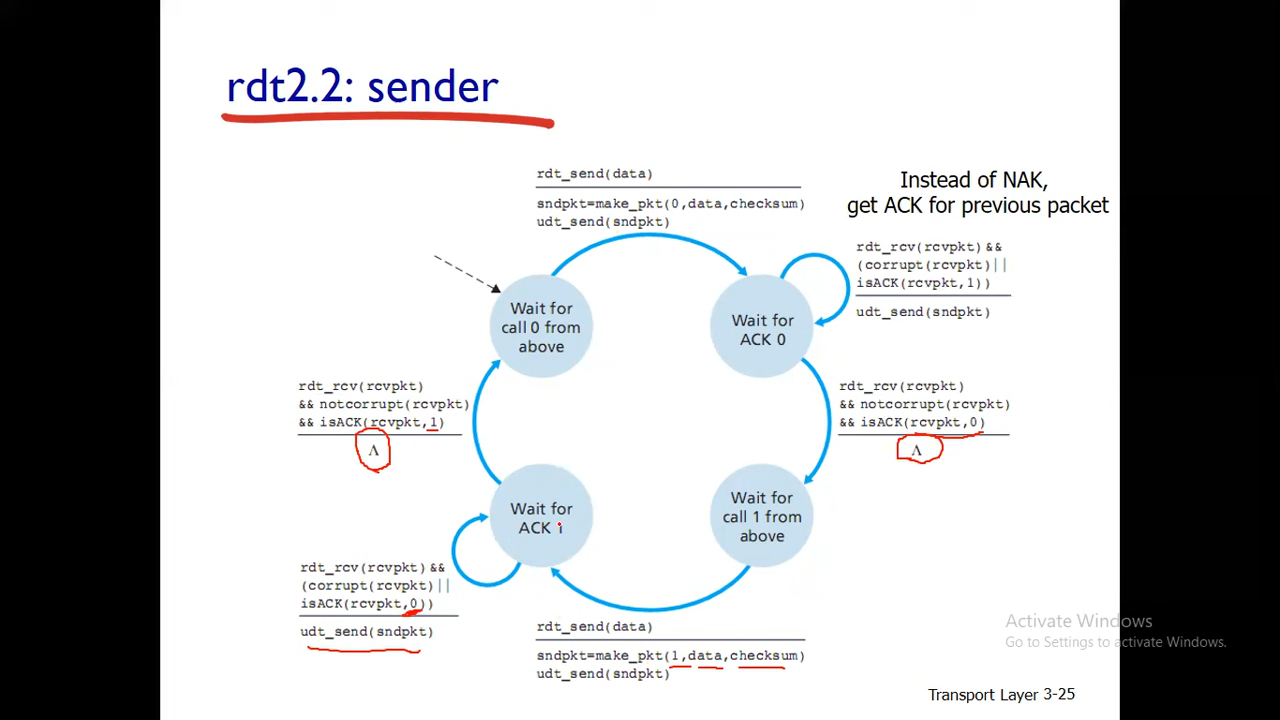 rdt2.2: sender
rdt_send(data)
sndpkt=make_pkt(0,data,checksum)
udt_send(sndpkt)
Instead of NAK,
get ACK for previous packet
rdt_rcv(rcvpkt) &&
(corrupt(rcvpkt)||
isACK(rcvpkt,1))
udt_send(sndpkt)
Wait for
call 0 from
above
Wait for
ACK 0
rdt_rcv(rcvpkt)
&& notcorrupt(rcvpkt)
&& isACK(rcvpkt,1)
Λ
rdt_rcv(rcvpkt)
&& notcorrupt(rcvpkt)
&& isACK(rcvpkt,0)
Λ
Wait for
ACK 1
Wait for
call 1 from
above
rdt_rcv(rcvpkt) &&
(corrupt(rcvpkt)||
isACK(rcvpkt,0))
udt_send(sndpkt)
rdt_send(data)
sndpkt=make_pkt(1,data,checksum)
udt_send(sndpkt)
Activate Windows
Go to Settings to activate Windows.
Transport Layer 3-25